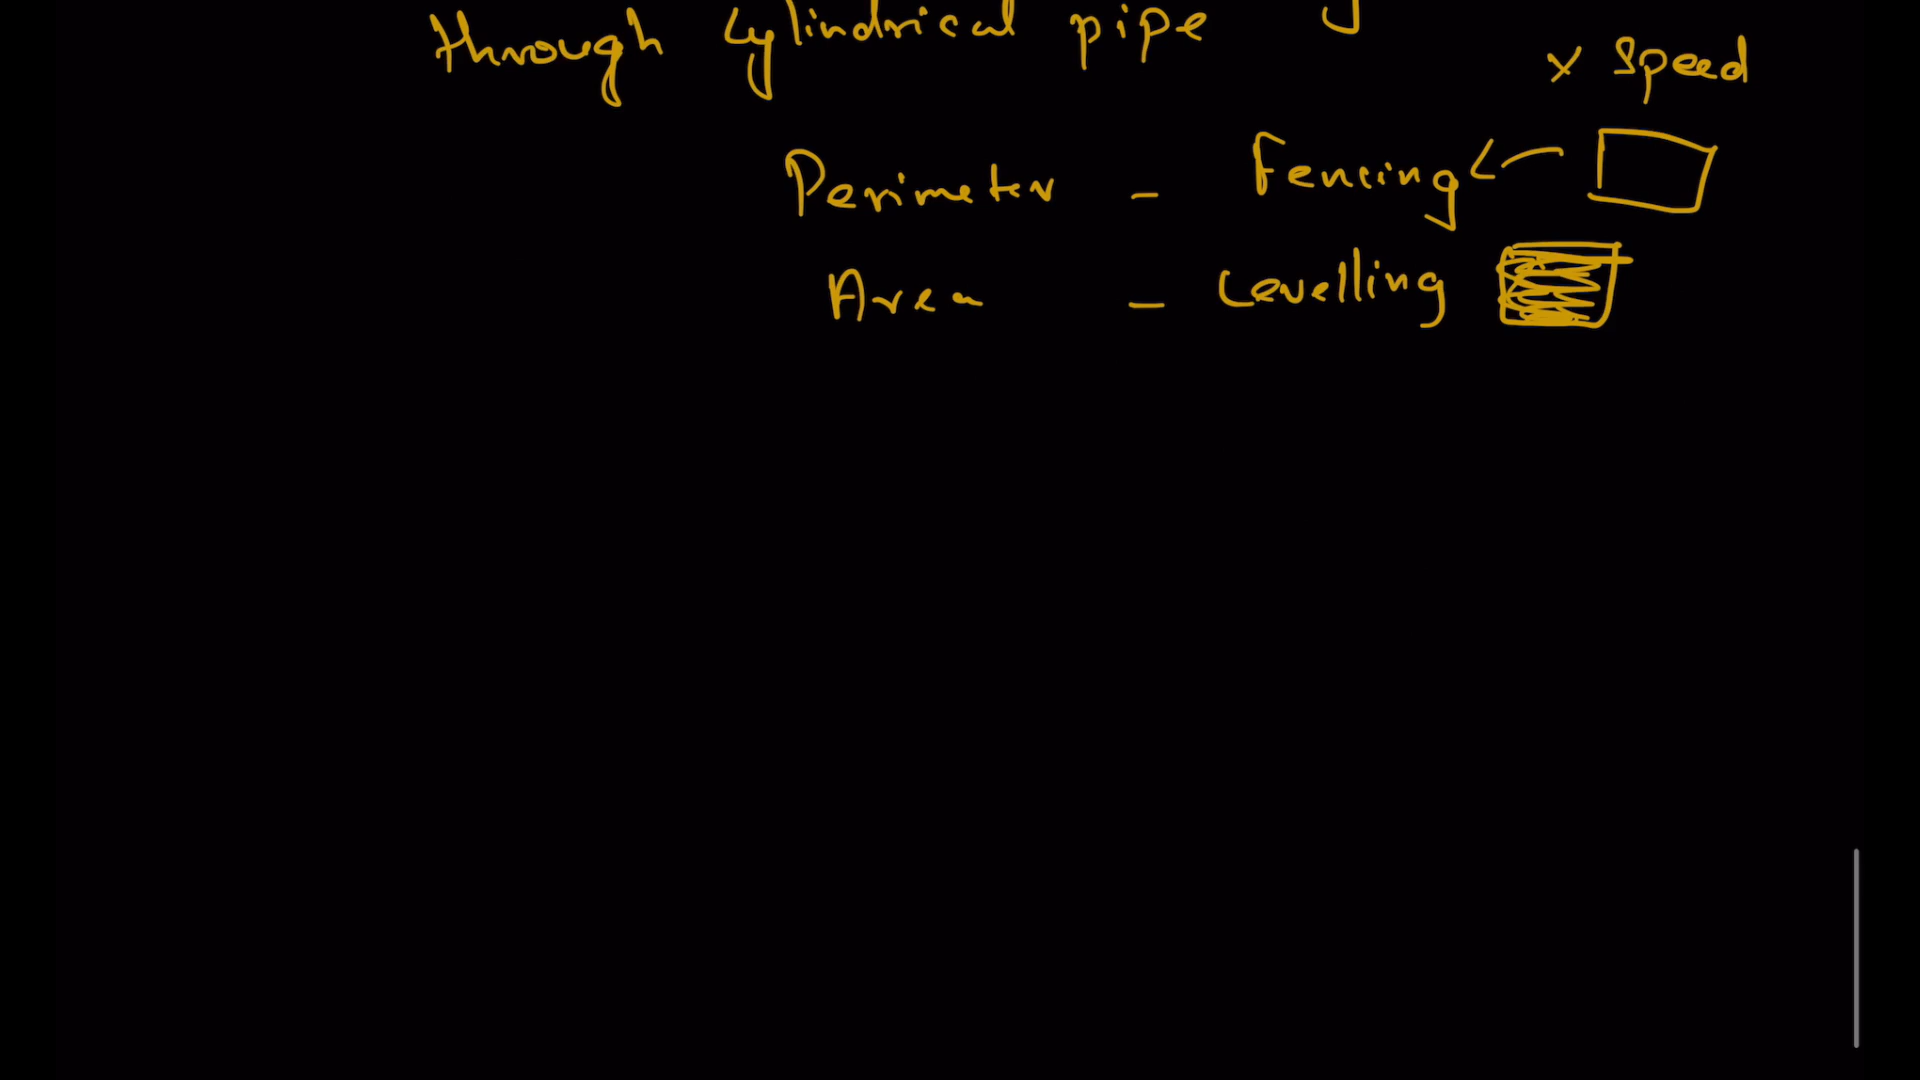 through cylindrical pipe
x Speed
Perimeter - Fencing
Area - Levelling